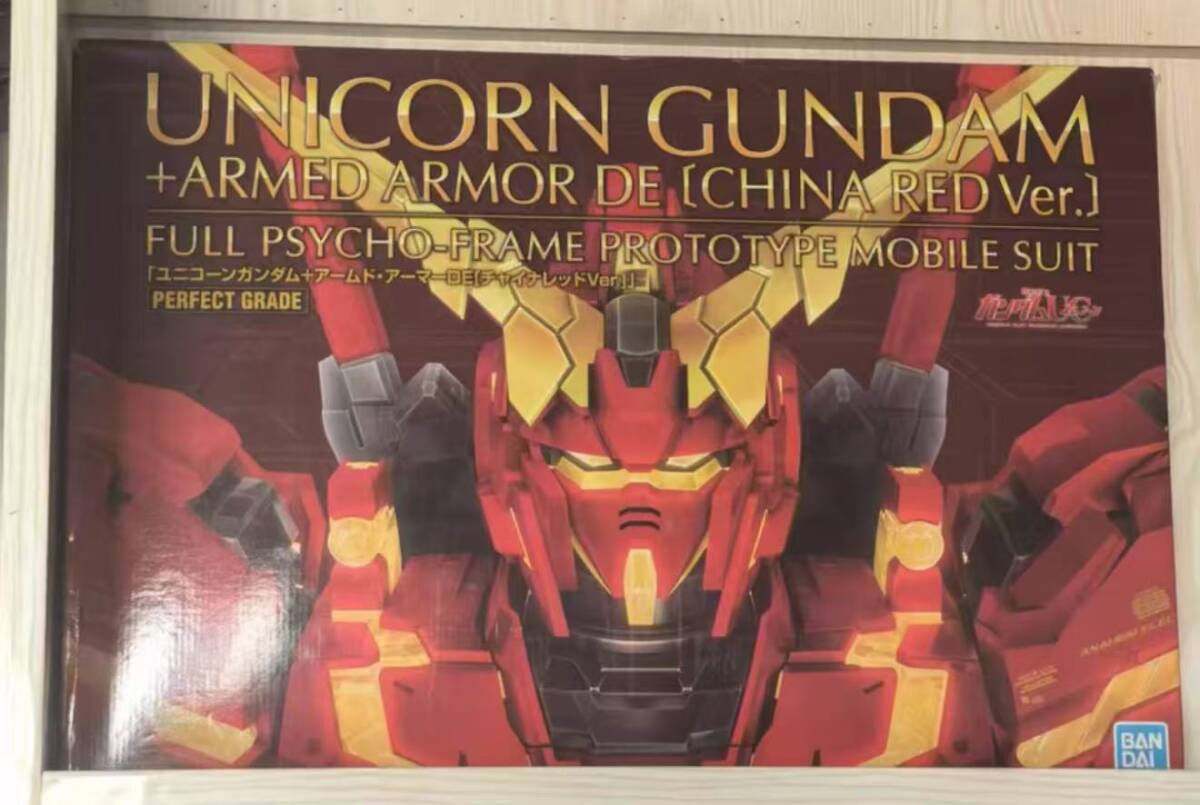 UNICORN GUNDAM
+ARMED ARMOR DE [CHINA RED Ver.]
FULL PSYCHO-FRAME PROTOTYPE MOBILE SUIT
「ユニコーンガンダム+アームド・アーマーDE[チャイナレッドVer.]」
PERFECT GRADE
ガンダムUC
BAN
DAI